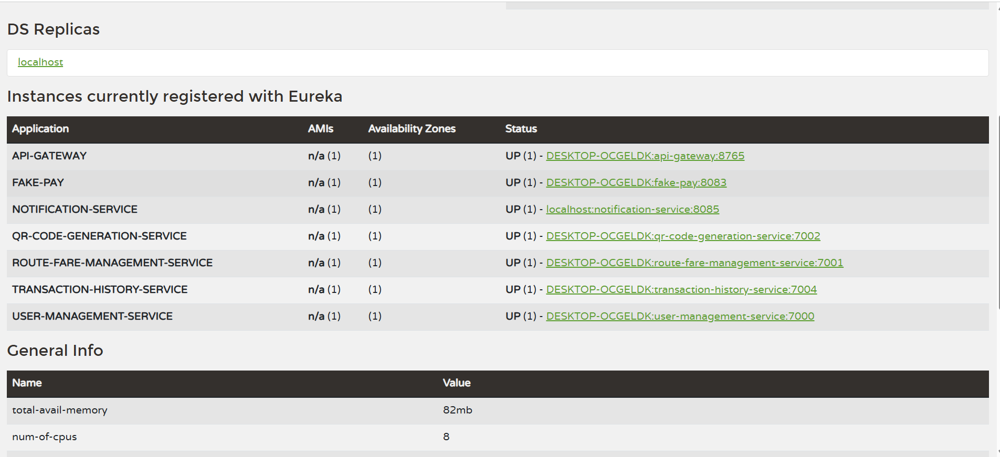 DS Replicas
localhost
Instances currently registered with Eureka
Application AMIs Availability Zones Status
API-GATEWAY n/a (1) (1) UP (1) - DESKTOP-OCGELDK:api-gateway:8765
FAKE-PAY n/a (1) (1) UP (1) - DESKTOP-OCGELDK:fake-pay:8083
NOTIFICATION-SERVICE n/a (1) (1) UP (1) - localhost:notification-service:8085
QR-CODE-GENERATION-SERVICE n/a (1) (1) UP (1) - DESKTOP-OCGELDK:qr-code-generation-service:7002
ROUTE-FARE-MANAGEMENT-SERVICE n/a (1) (1) UP (1) - DESKTOP-OCGELDK:route-fare-management-service:7001
TRANSACTION-HISTORY-SERVICE n/a (1) (1) UP (1) - DESKTOP-OCGELDK:transaction-history-service:7004
USER-MANAGEMENT-SERVICE n/a (1) (1) UP (1) - DESKTOP-OCGELDK:user-management-service:7000
General Info
Name Value
total-avail-memory 82mb
num-of-cpus 8